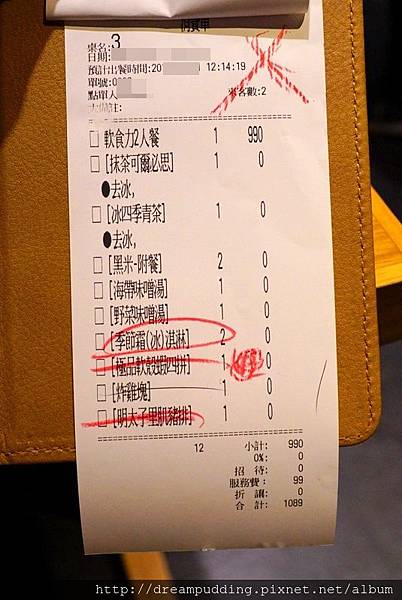 桌名:3
日期:
預計出餐時間:20 12:14:19
單號:
點單人
來客數:2
備註:
□ 軟食力2人餐 1 990
□ [抹茶可爾必思] 1 0
●去冰,
□ [冰四季青茶] 1 0
●去冰,
□ [黑米-附餐] 2 0
□ [海帶味噌湯] 1 0
□ [野菜味噌湯] 1 0
□ [季節霜(冰)淇淋] 2 0
□ [極品軟殼蝦四拼] 1 0
□ [炸雞塊] 1 0
□ [明太子里肌豬排] 1 0
12 小計: 990
0%: 0
招 待: 0
服務費: 99
折 讓: 0
合 計: 1089
http://dreampudding.pixnet.net/album